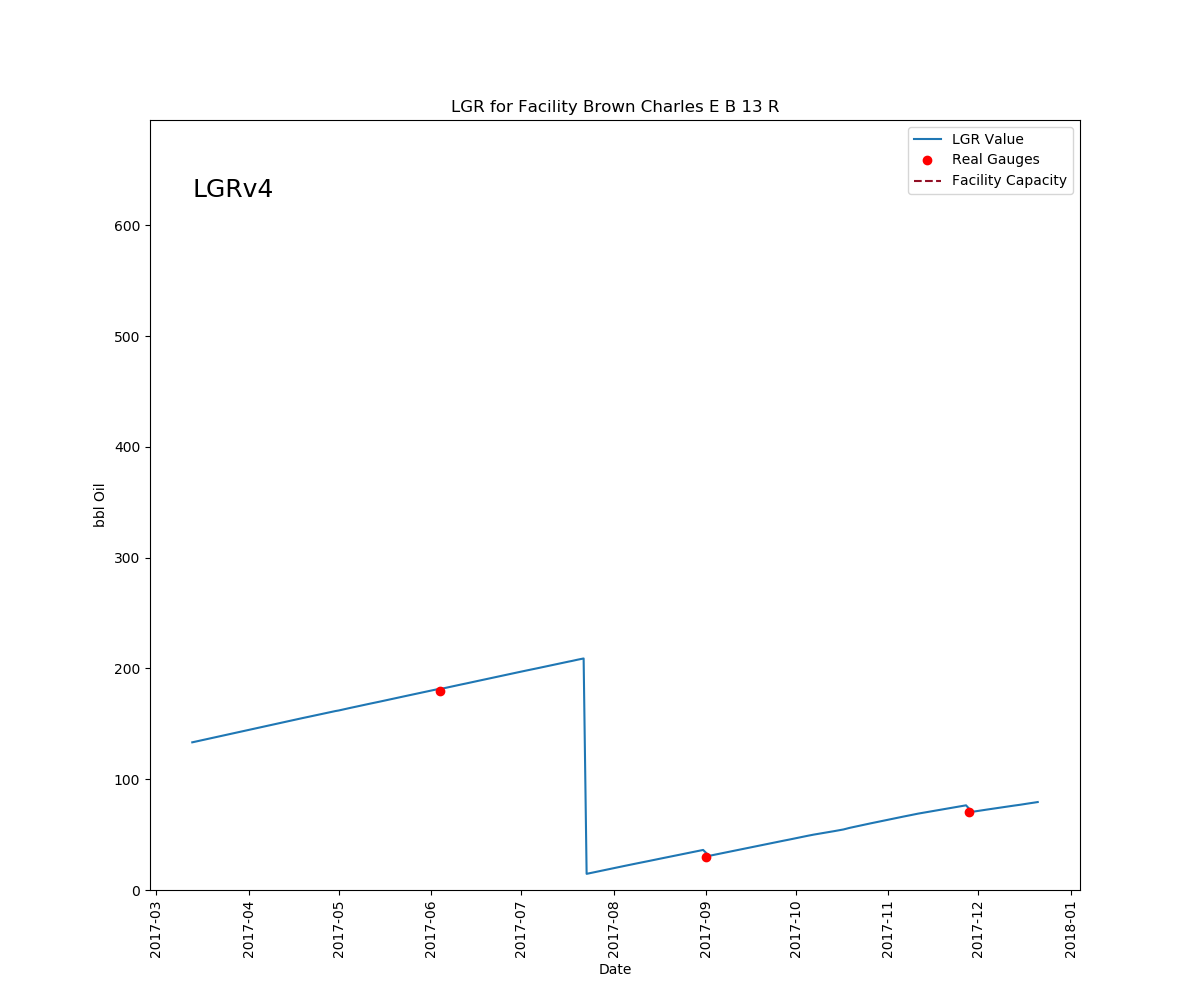 LGR for Facility Brown Charles E B 13 R
LGRv4
LGR Value
Real Gauges
Facility Capacity
600
500
400
300
200
100
0
bbl Oil
2017-03
2017-04
2017-05
2017-06
2017-07
2017-08
2017-09
2017-10
2017-11
2017-12
2018-01
Date